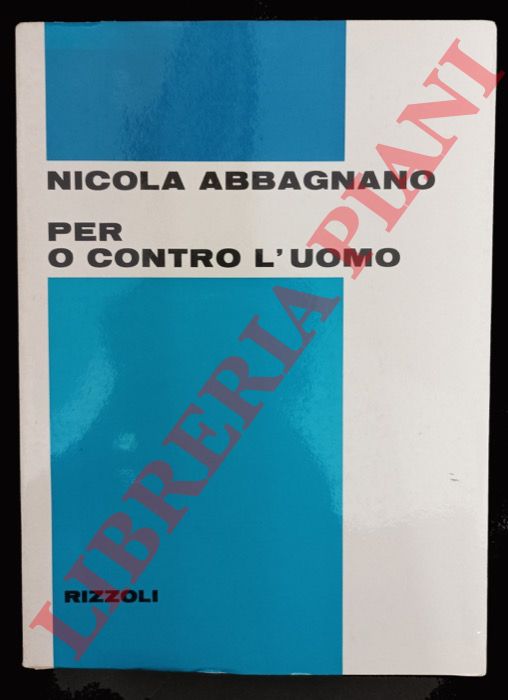 NICOLA ABBAGNANO
PER
O CONTRO L'UOMO
RIZZOLI
LIBRERIA PIANI